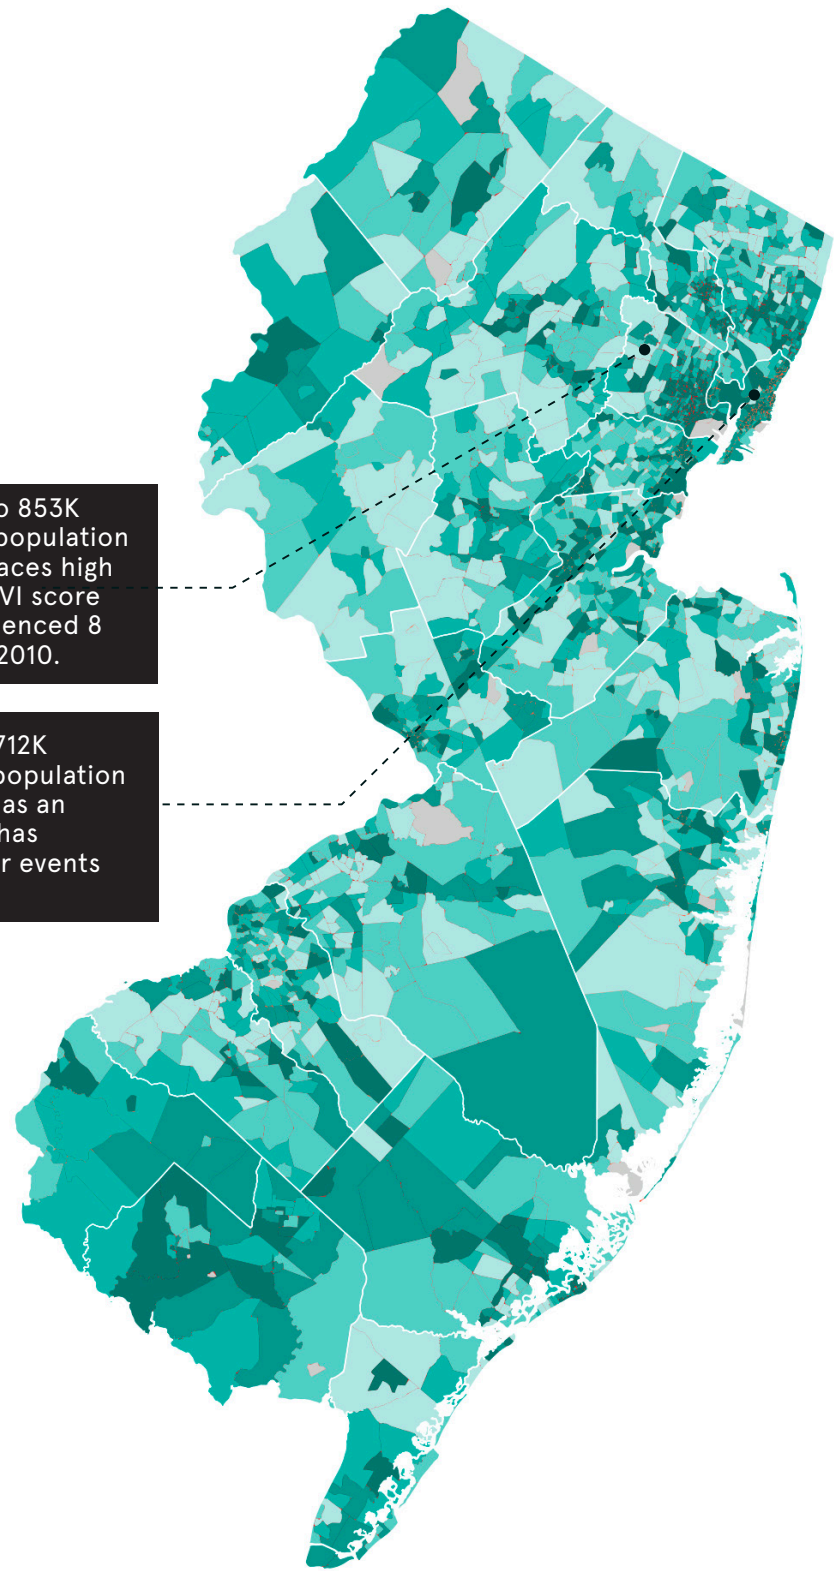 o 853K
population
aces high
VI score
enced 8
2010.
712K
population
as an
has
r events